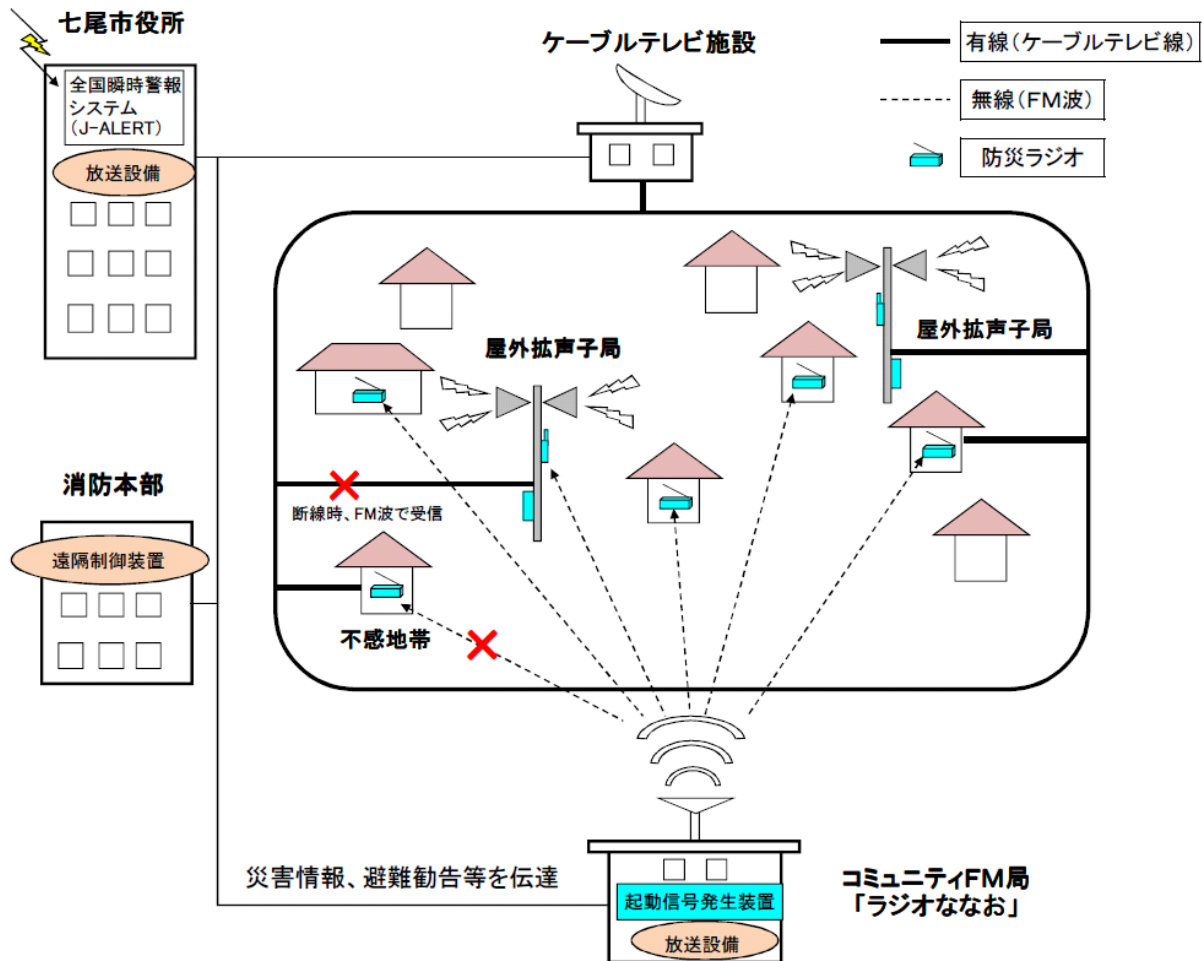 七尾市役所
全国瞬時警報
システム
(J-ALERT)
放送設備
ケーブルテレビ施設
有線(ケーブルテレビ線)
無線(FM波)
防災ラジオ
屋外拡声子局
屋外拡声子局
消防本部
遠隔制御装置
断線時、FM波で受信
不感地帯
災害情報、避難勧告等を伝達
起動信号発生装置
放送設備
コミュニティFM局
「ラジオななお」